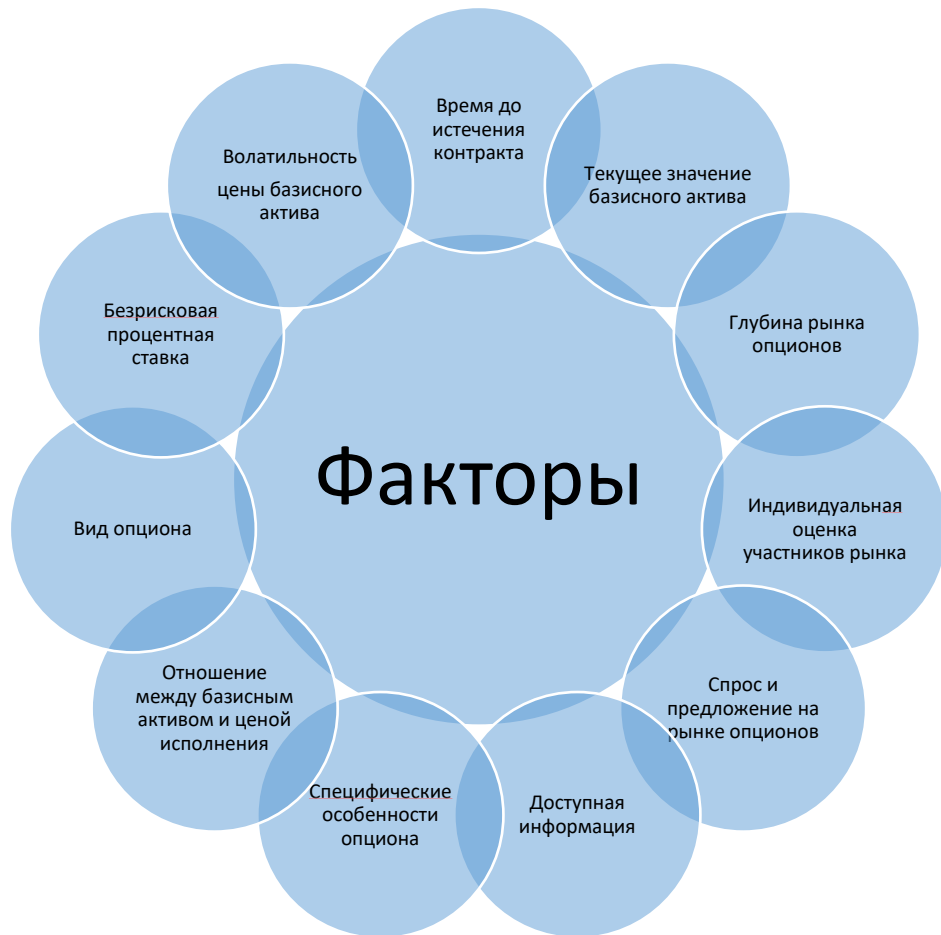 Время до
истечения
контракта
Текущее значение
базисного актива
Глубина рынка
опционов
Индивидуальная
оценка
участников рынка
Спрос и
предложение на
рынке опционов
Доступная
информация
Специфические
особенности
опциона
Отношение
между базисным
активом и ценой
исполнения
Вид опциона
Безрисковая
процентная
ставка
Волатильность
цены базисного
актива
Факторы